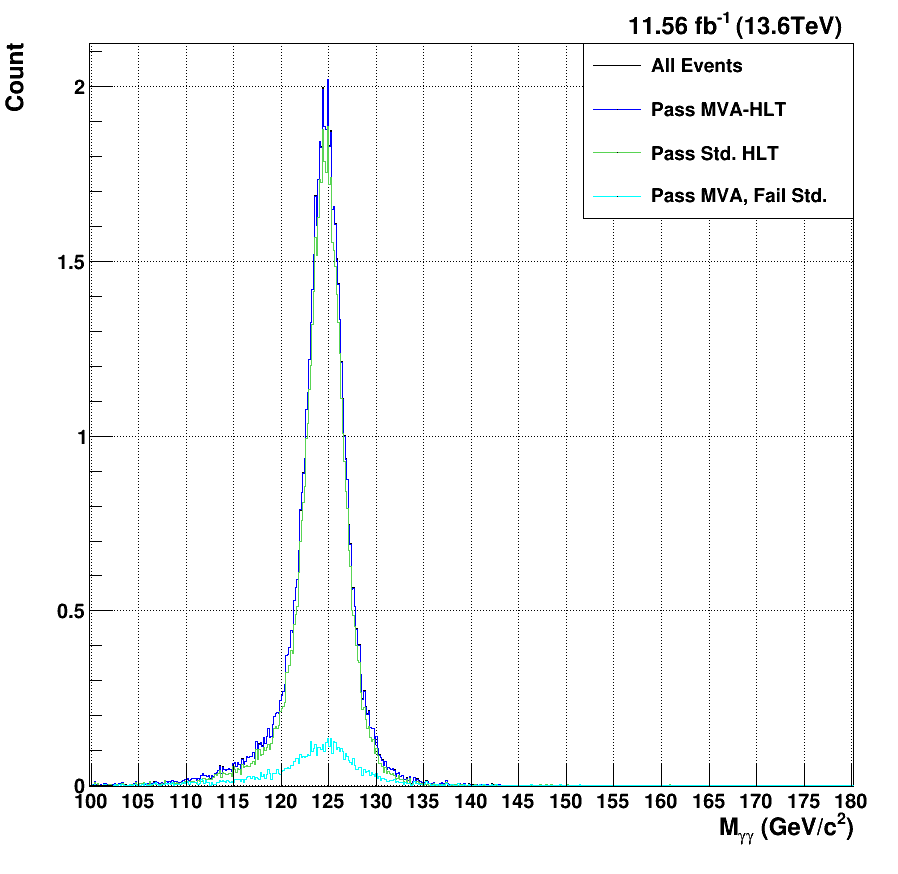 11.56 fb-1 (13.6TeV)
Count
All Events
Pass MVA-HLT
Pass Std. HLT
Pass MVA, Fail Std.
2
1.5
1
0.5
0
100 105 110 115 120 125 130 135 140 145 150 155 160 165 170 175 180
Mγγ (GeV/c2)